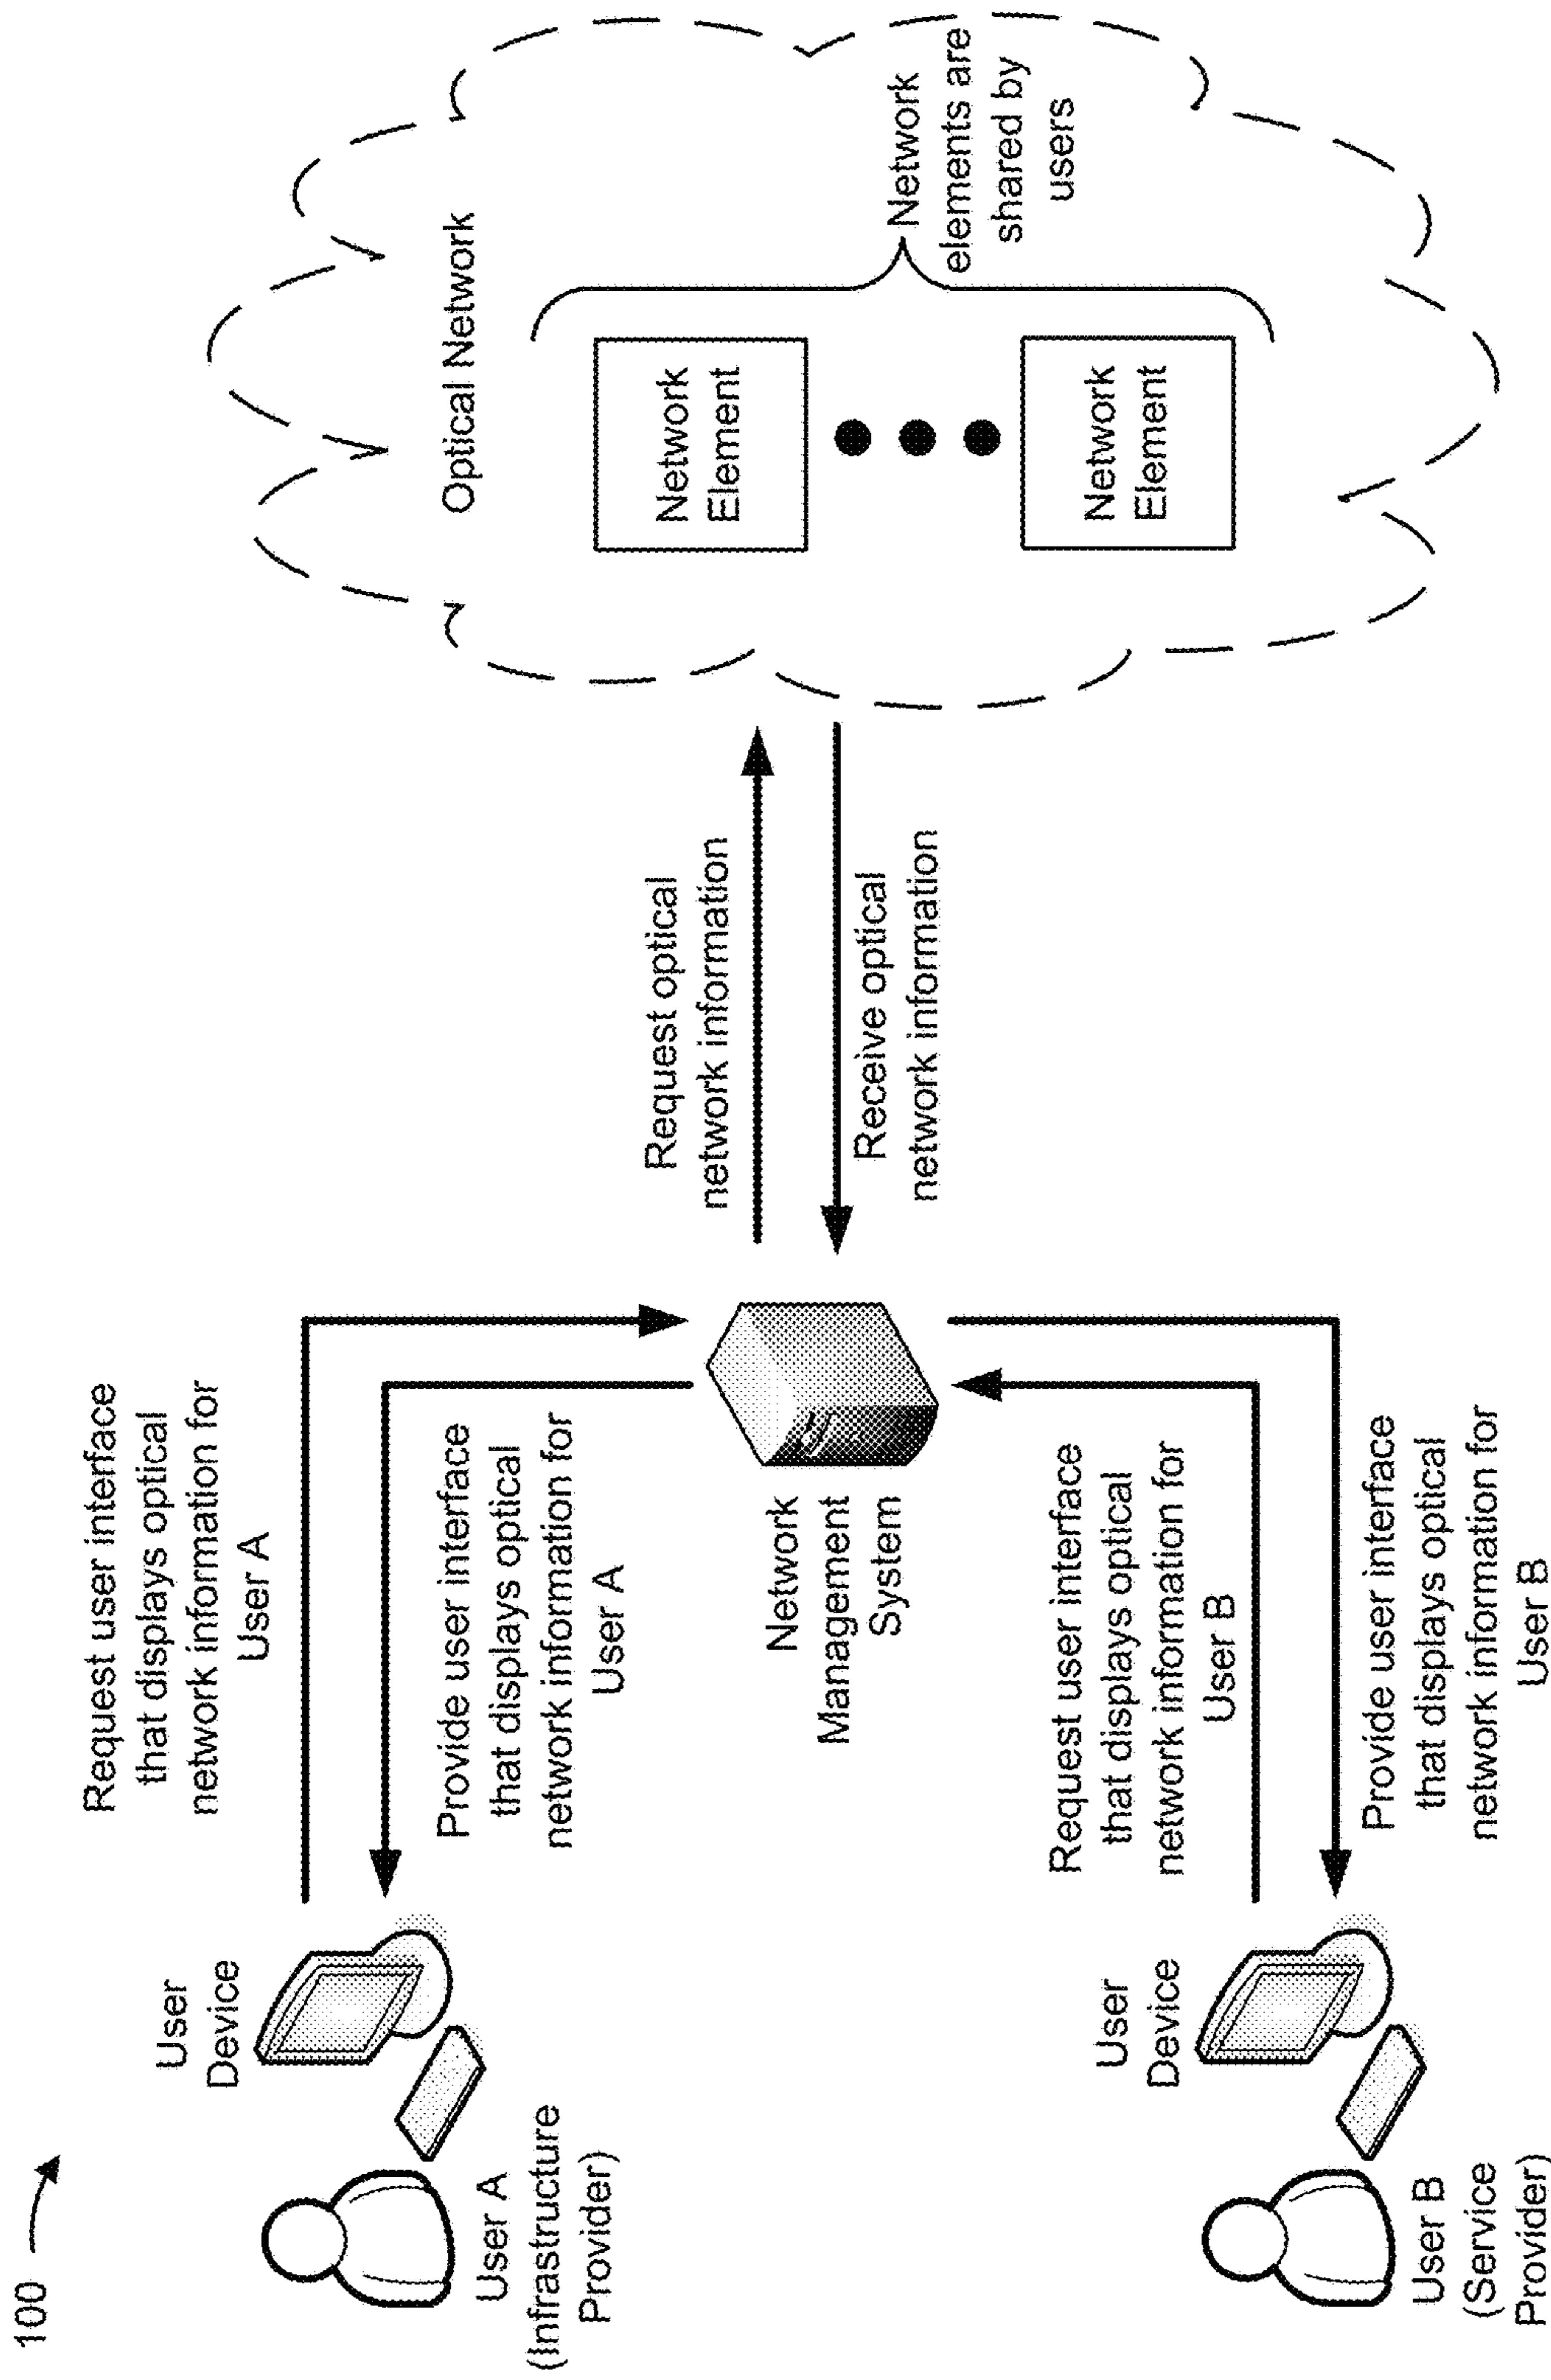 100
Request user interface
that displays optical
network information for
User A
User
Device
Provide user interface
that displays optical
network information for
User A
User A
(Infrastructure
Provider)
Network
Management
System
Request optical
network information
Receive optical
network information
Optical Network
Network
Element
Network
Element
Network
elements are
shared by
users
Request user interface
that displays optical
network information for
User B
User
Device
Provide user interface
that displays optical
network information for
User B
User B
(Service
Provider)